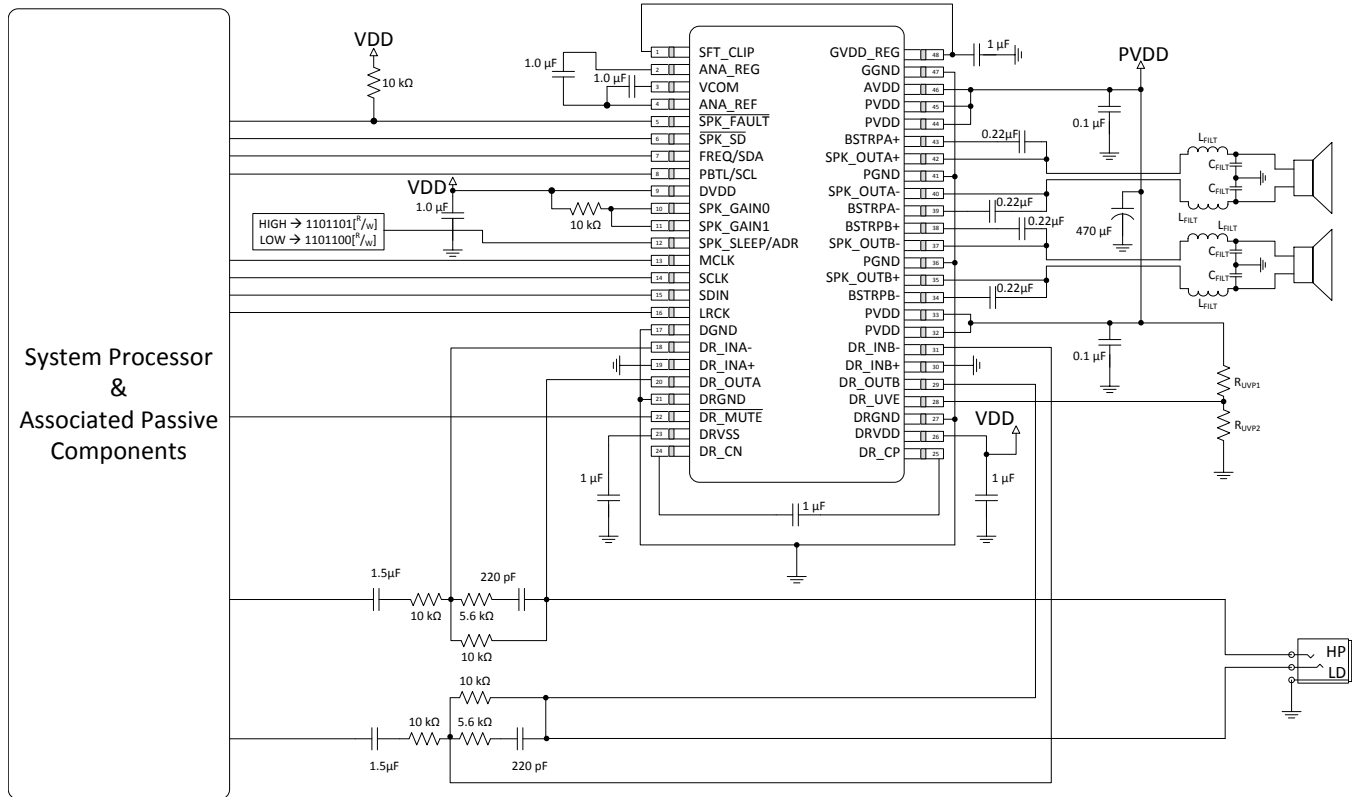 VDD
10 kΩ
1.0 µF
1.0 µF
VDD
1.0 µF
10 kΩ
HIGH → 1101101[R/W]
LOW → 1101100[R/W]
System Processor
&
Associated Passive
Components
1 SFT_CLIP
2 ANA_REG
3 VCOM
4 ANA_REF
5 SPK_FAULT
6 SPK_SD
7 FREQ/SDA
8 PBTL/SCL
9 DVDD
10 SPK_GAIN0
11 SPK_GAIN1
12 SPK_SLEEP/ADR
13 MCLK
14 SCLK
15 SDIN
16 LRCK
17 DGND
18 DR_INA-
19 DR_INA+
20 DR_OUTA
21 DRGND
22 DR_MUTE
23 DRVSS
24 DR_CN
GVDD_REG 48
GGND 47
AVDD 46
PVDD 45
PVDD 44
BSTRPA+ 43
SPK_OUTA+ 42
PGND 41
SPK_OUTA- 40
BSTRPA- 39
BSTRPB+ 38
SPK_OUTB- 37
PGND 36
SPK_OUTB+ 35
BSTRPB- 34
PVDD 33
PVDD 32
DR_INB- 31
DR_INB+ 30
DR_OUTB 29
DR_UVE 28
DRGND 27
DRVDD 26
DR_CP 25
1 µF
PVDD
0.1 µF
0.22µF
0.22µF
0.22µF
0.22µF
470 µF
LFILT
CFILT
CFILT
LFILT
LFILT
CFILT
CFILT
LFILT
0.1 µF
RUVP1
RUVP2
VDD
1 µF
1 µF
1 µF
1.5µF
10 kΩ
5.6 kΩ
220 pF
10 kΩ
10 kΩ
10 kΩ
5.6 kΩ
1.5µF
220 pF
HP
LD